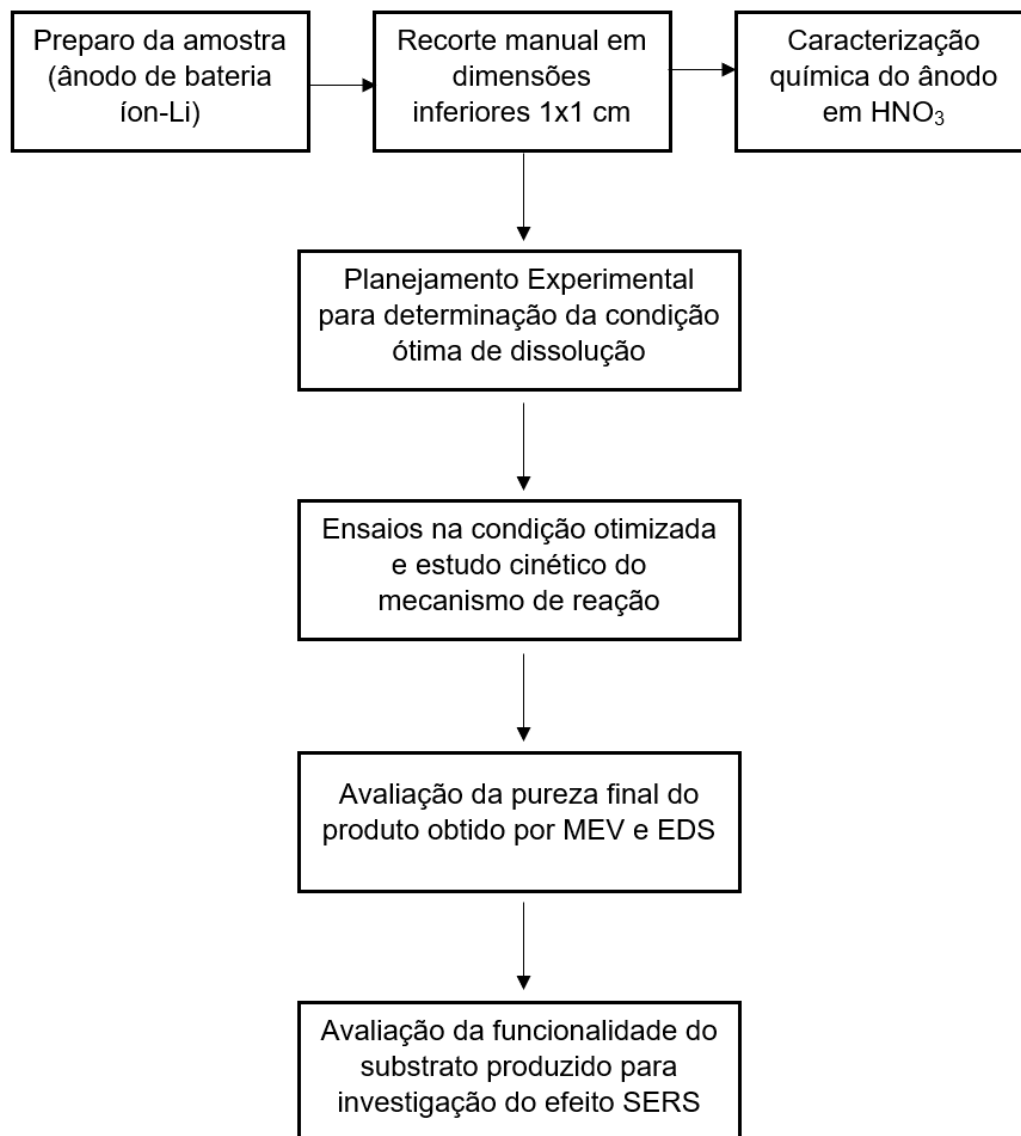 Preparo da amostra
(ânodo de bateria
íon-Li)
Recorte manual em
dimensões
inferiores 1x1 cm
Caracterização
química do ânodo
em HNO₃
Planejamento Experimental
para determinação da condição
ótima de dissolução
Ensaios na condição otimizada
e estudo cinético do
mecanismo de reação
Avaliação da pureza final do
produto obtido por MEV e EDS
Avaliação da funcionalidade do
substrato produzido para
investigação do efeito SERS